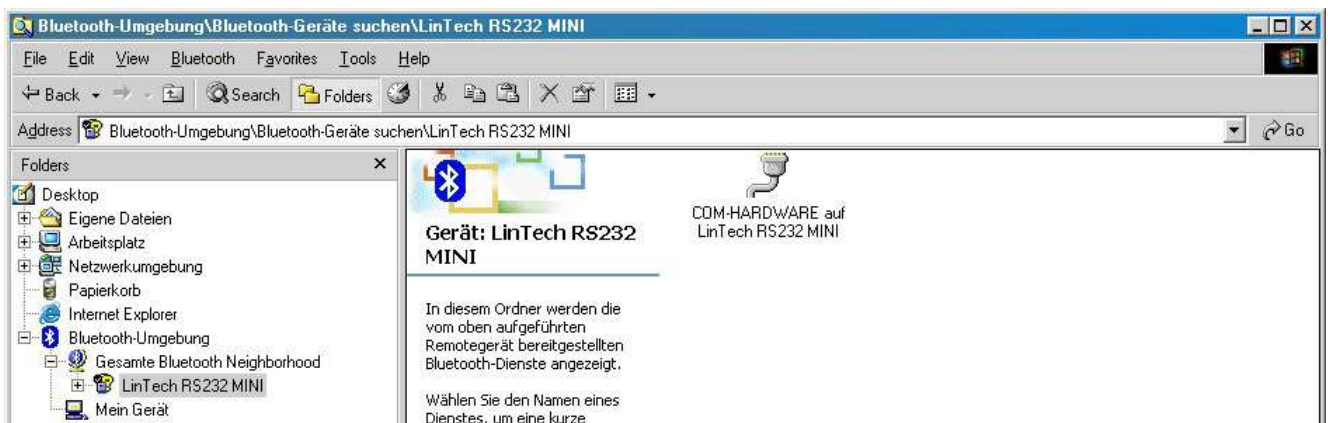 Bluetooth-Umgebung\Bluetooth-Geräte suchen\LinTech RS232 MINI
File Edit View Bluetooth Favorites Tools Help
Back Search Folders
Address Bluetooth-Umgebung\Bluetooth-Geräte suchen\LinTech RS232 MINI Go
Folders
Desktop
Eigene Dateien
Arbeitsplatz
Netzwerkumgebung
Papierkorb
Internet Explorer
Bluetooth-Umgebung
Gesamte Bluetooth Neighborhood
LinTech RS232 MINI
Mein Gerät
Gerät: LinTech RS232
MINI
In diesem Ordner werden die
vom oben aufgeführten
Remotegerät bereitgestellten
Bluetooth-Dienste angezeigt.
Wählen Sie den Namen eines
Dienstes, um eine kurze
COM-HARDWARE auf
LinTech RS232 MINI